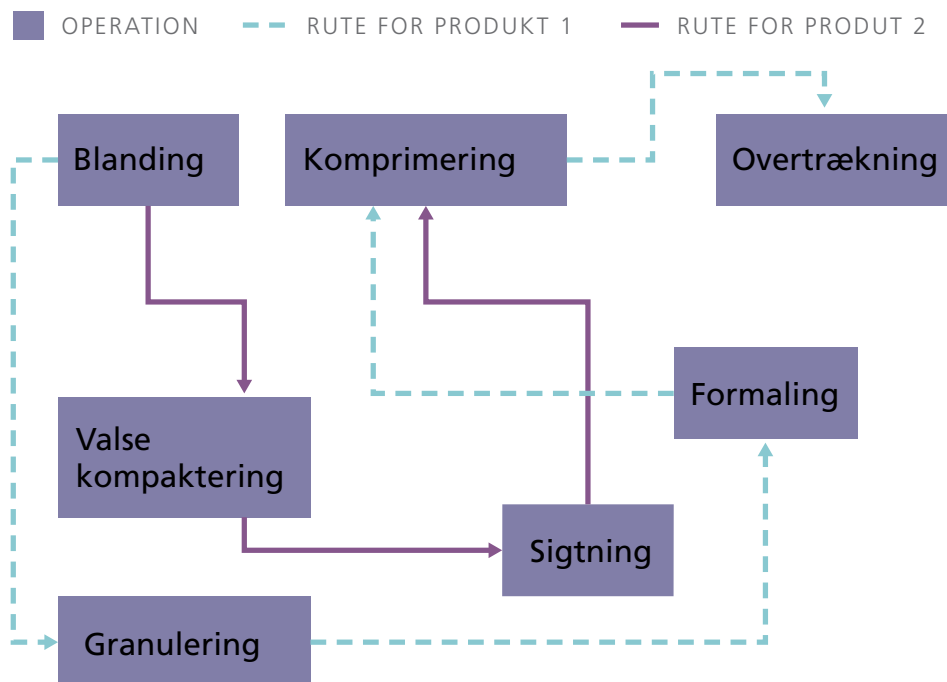 OPERATION RUTE FOR PRODUKT 1 RUTE FOR PRODUT 2
Blanding
Komprimering
Overtrækning
Formaling
Valse
kompaktering
Sigtning
Granulering